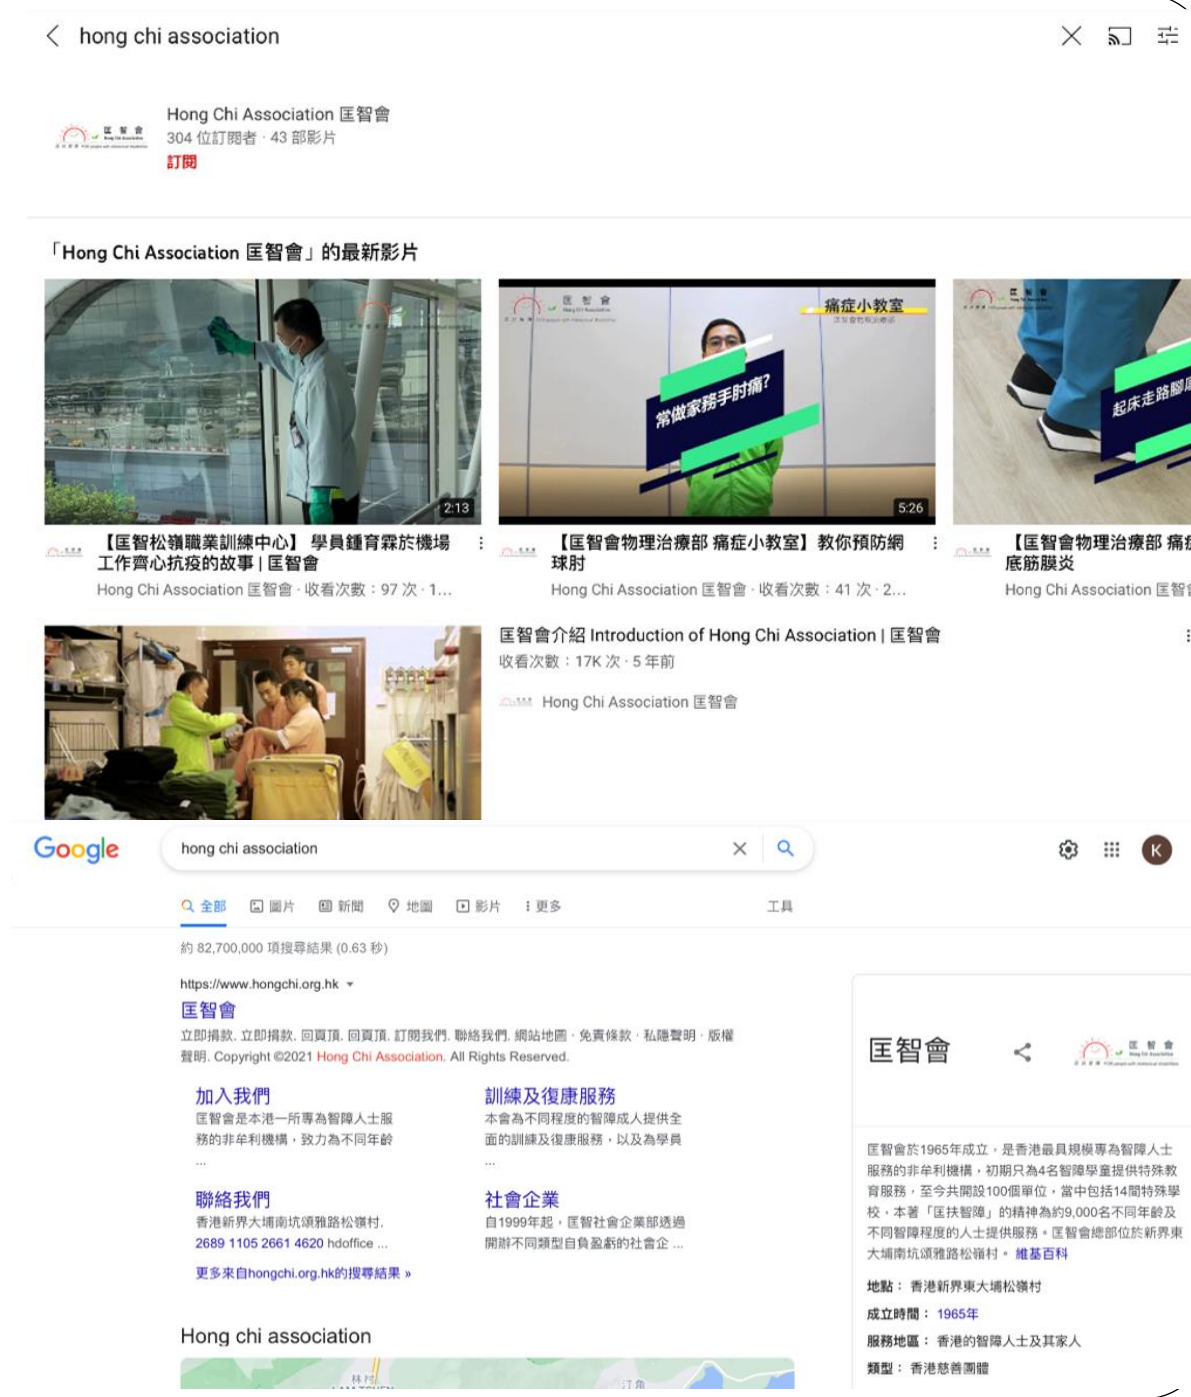 hong chi association
Hong Chi Association 匡智會
304 位訂閱者 · 43 部影片
訂閱
「Hong Chi Association 匡智會」的最新影片
匡 智 會
Hong Chi Association
痛症小教室
常做家務手肘痛?
起床走路腳
2:13
5:26
【匡智松嶺職業訓練中心】 學員鍾育霖於機場
工作齊心抗疫的故事 | 匡智會
Hong Chi Association 匡智會 · 收看次數：97 次 · 1...
【匡智會物理治療部 痛症小教室】教你預防網
球肘
Hong Chi Association 匡智會 · 收看次數：41 次 · 2...
【匡智會物理治療部 痛
底筋膜炎
Hong Chi Association 匡智
匡智會介紹 Introduction of Hong Chi Association | 匡智會
收看次數：17K 次 · 5 年前
Hong Chi Association 匡智會
Google
hong chi association
K
全部
圖片
新聞
地圖
影片
更多
工具
約 82,700,000 項搜尋結果 (0.63 秒)
https://www.hongchi.org.hk
匡智會
立即捐款. 立即捐款. 回頁頂. 回頁頂. 訂閱我們. 聯絡我們. 網站地圖 · 免責條款 · 私隱聲明 · 版權
聲明. Copyright ©2021 Hong Chi Association. All Rights Reserved.
加入我們
匡智會是本港一所專為智障人士服
務的非牟利機構，致力為不同年齡
...
訓練及復康服務
本會為不同程度的智障成人提供全
面的訓練及復康服務，以及為學員
...
聯絡我們
香港新界大埔南坑頌雅路松嶺村.
2689 1105 2661 4620 hdoffice ...
社會企業
自1999年起，匡智社會企業部透過
開辦不同類型自負盈虧的社會企 ...
更多來自hongchi.org.hk的搜尋結果 »
Hong chi association
林村
匡智會
匡 智 會
匡智會於1965年成立，是香港最具規模專為智障人士
服務的非牟利機構，初期只為4名智障學童提供特殊教
育服務，至今共開設100個單位，當中包括14間特殊學
校，本著「匡扶智障」的精神為約9,000名不同年齡及
不同智障程度的人士提供服務。匡智會總部位於新界東
大埔南坑頌雅路松嶺村。 維基百科
地點： 香港新界東大埔松嶺村
成立時間： 1965年
服務地區： 香港的智障人士及其家人
類型： 香港慈善團體